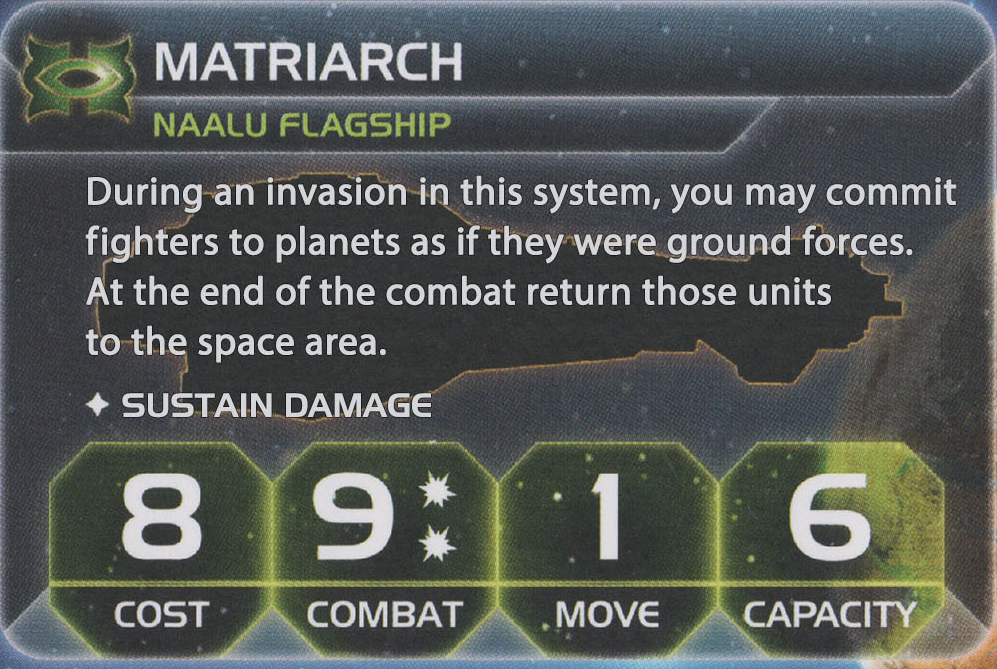 MATRIARCH
NAALU FLAGSHIP
During an invasion in this system, you may commit
fighters to planets as if they were ground forces.
At the end of the combat return those units
to the space area.
SUSTAIN DAMAGE
8 9 1 6
COST COMBAT MOVE CAPACITY